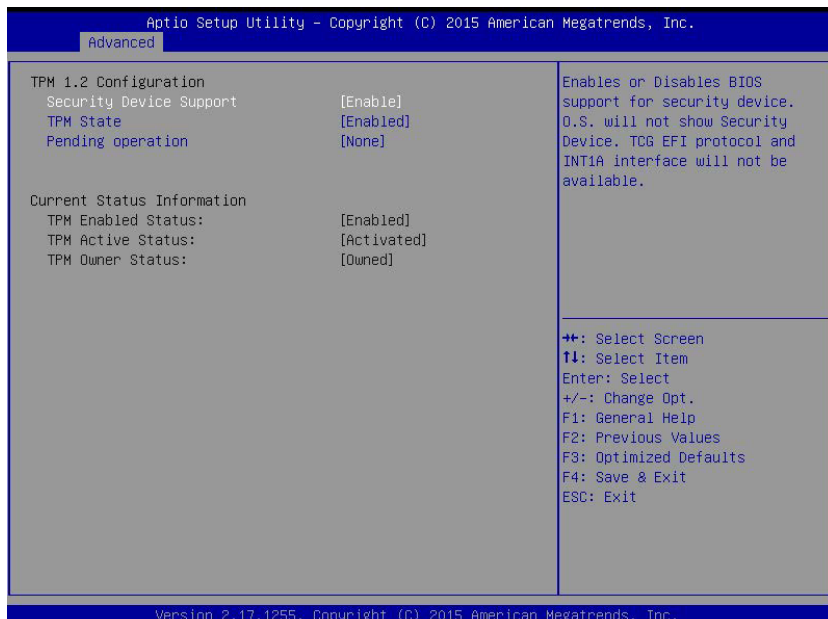 Aptio Setup Utility – Copyright (C) 2015 American Megatrends, Inc.
Advanced
TPM 1.2 Configuration
Security Device Support [Enable]
TPM State [Enabled]
Pending operation [None]
Current Status Information
TPM Enabled Status: [Enabled]
TPM Active Status: [Activated]
TPM Owner Status: [Owned]
Enables or Disables BIOS
support for security device.
O.S. will not show Security
Device. TCG EFI protocol and
INT1A interface will not be
available.
→←: Select Screen
↑↓: Select Item
Enter: Select
+/-: Change Opt.
F1: General Help
F2: Previous Values
F3: Optimized Defaults
F4: Save & Exit
ESC: Exit
Version 2.17.1255. Copyright (C) 2015 American Megatrends, Inc.